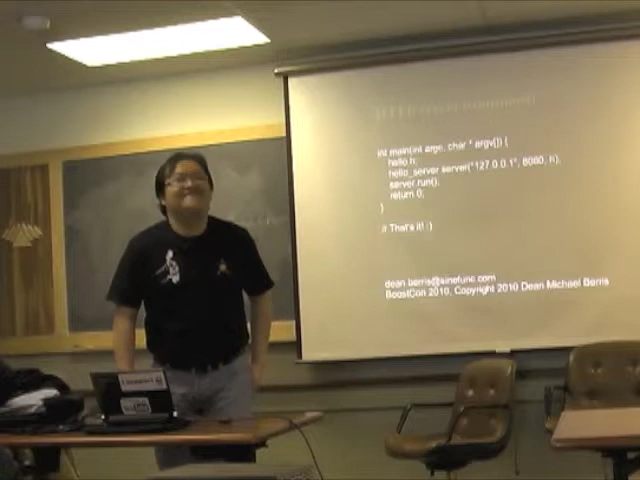 int main(int argc, char * argv[]) {
hello h;
hello_server server("127.0.0.1", 8080, h);
server.run();
return 0;
}
// That's it! :)
dean.berris@sinefunc.com
BoostCon 2010, Copyright 2010 Dean Michael Berris